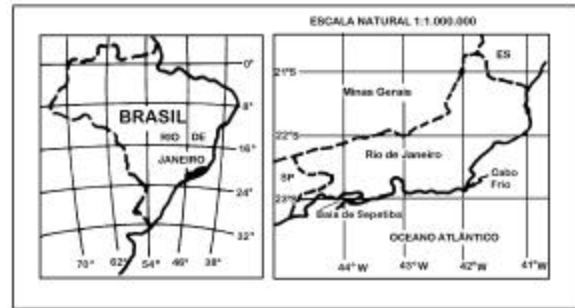 ESCALA NATURAL 1:1.000.000
0°
8°
BRASIL
RIO DE
JANEIRO
16°
24°
32°
70° 62° 54° 46° 38°
ES
21°S
Minas Gerais
22°S
Rio de Janeiro
SP
Cabo
Frio
23°S
Baía de Sepetiba
OCEANO ATLÂNTICO
44°W 43°W 42°W 41°W